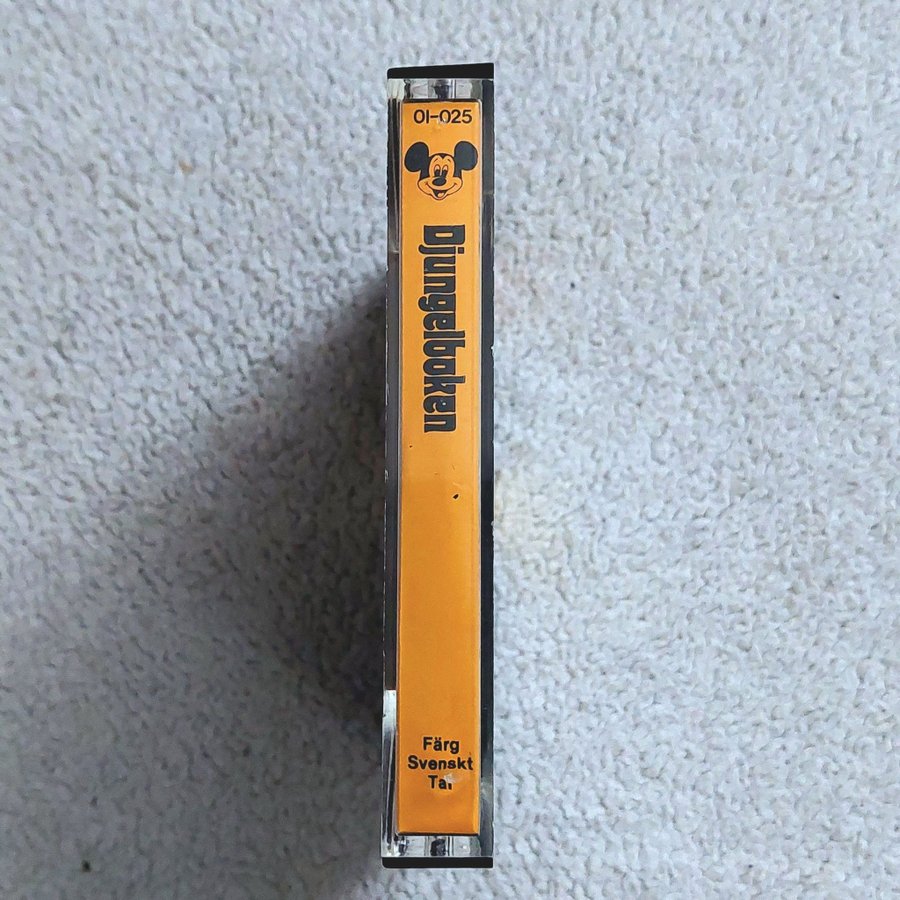 OI-025
Djungelboken
Färg
Svenskt
Tal